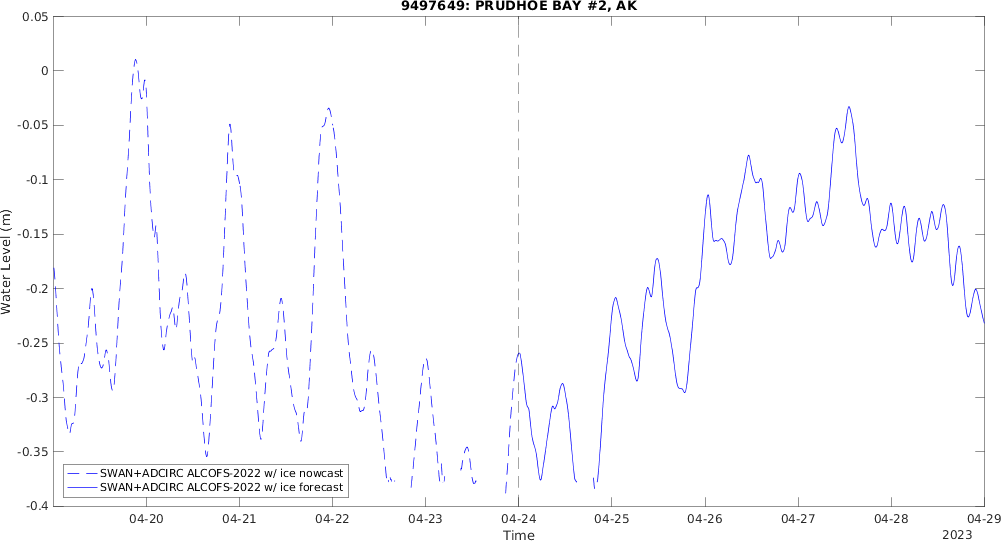 9497649: PRUDHOE BAY #2, AK
0.05
0
-0.05
-0.1
-0.15
-0.2
-0.25
-0.3
-0.35
-0.4
Water Level (m)
SWAN+ADCIRC ALCOFS-2022 w/ ice nowcast
SWAN+ADCIRC ALCOFS-2022 w/ ice forecast
04-20 04-21 04-22 04-23 04-24 04-25 04-26 04-27 04-28 04-29
Time
2023